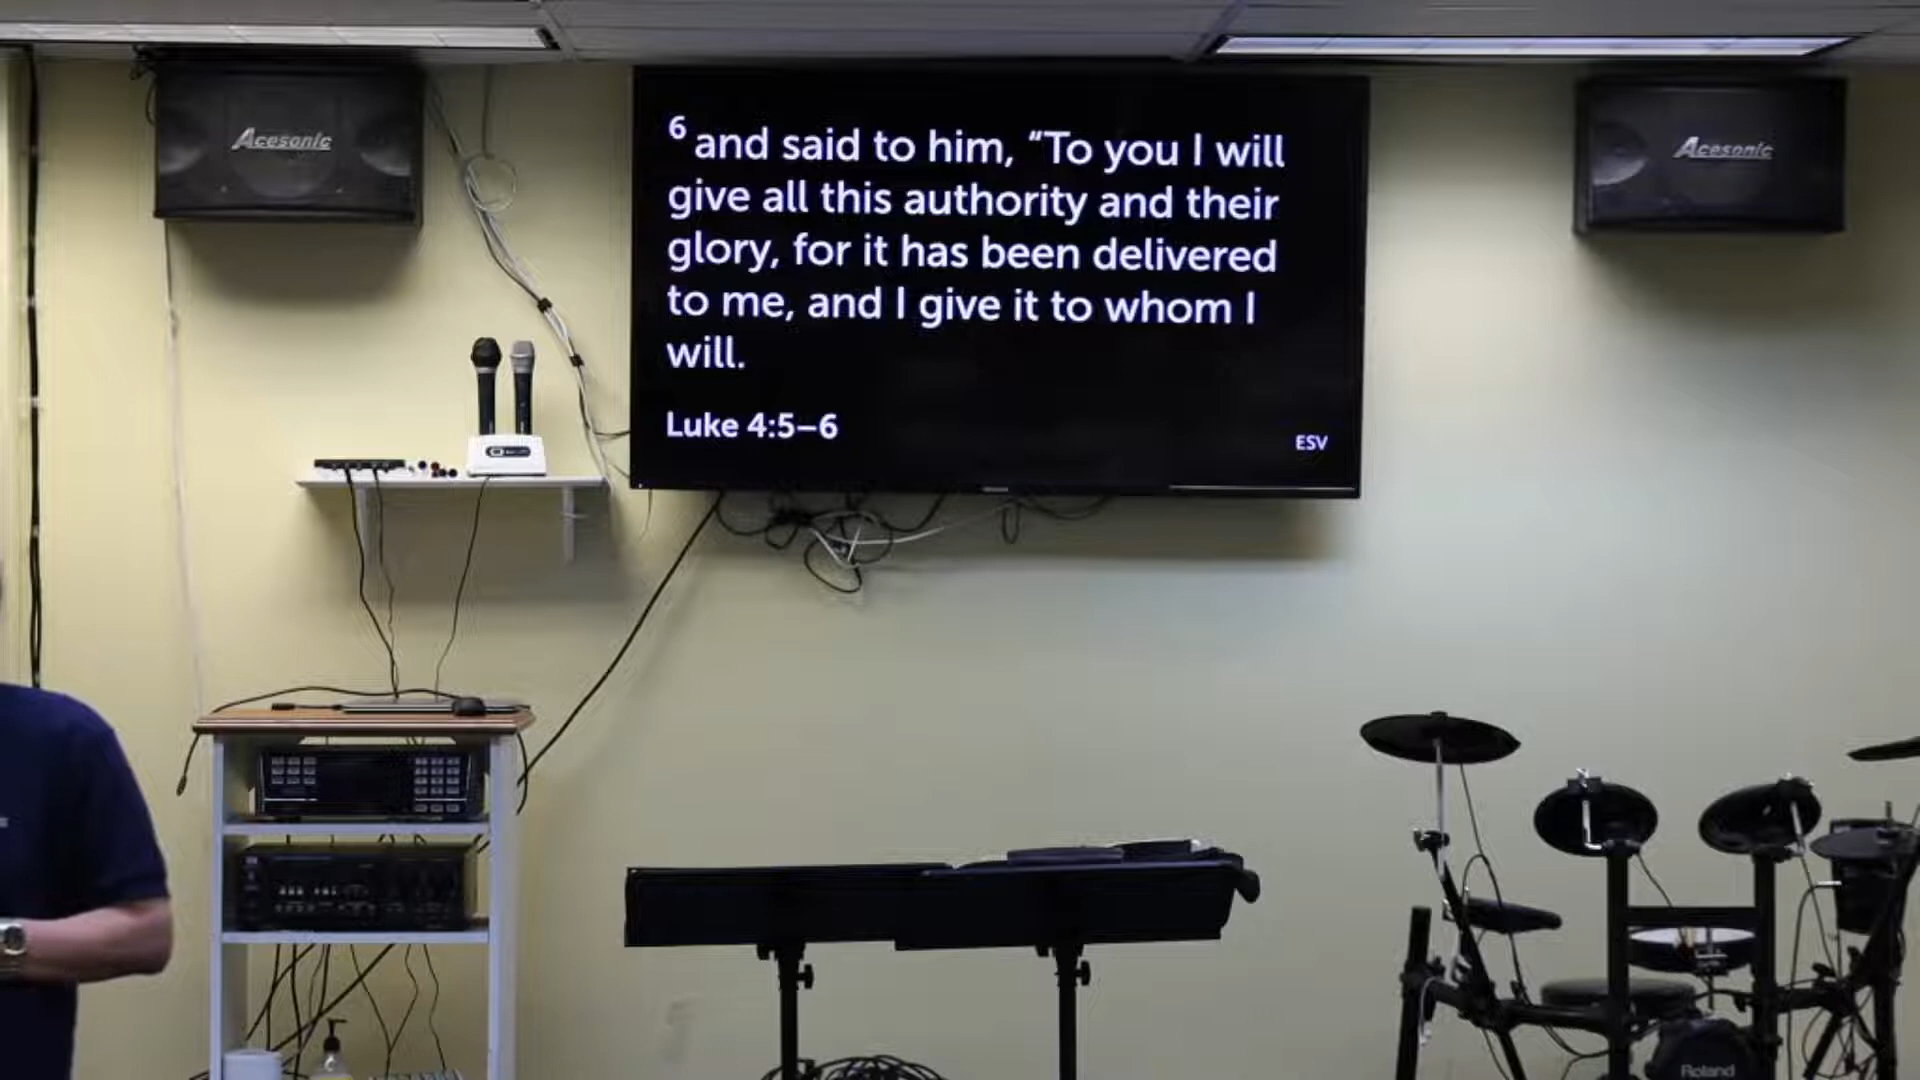 Acesonic
6 and said to him, “To you I will
give all this authority and their
glory, for it has been delivered
to me, and I give it to whom I
will.
Luke 4:5–6
ESV
Acesonic
Roland